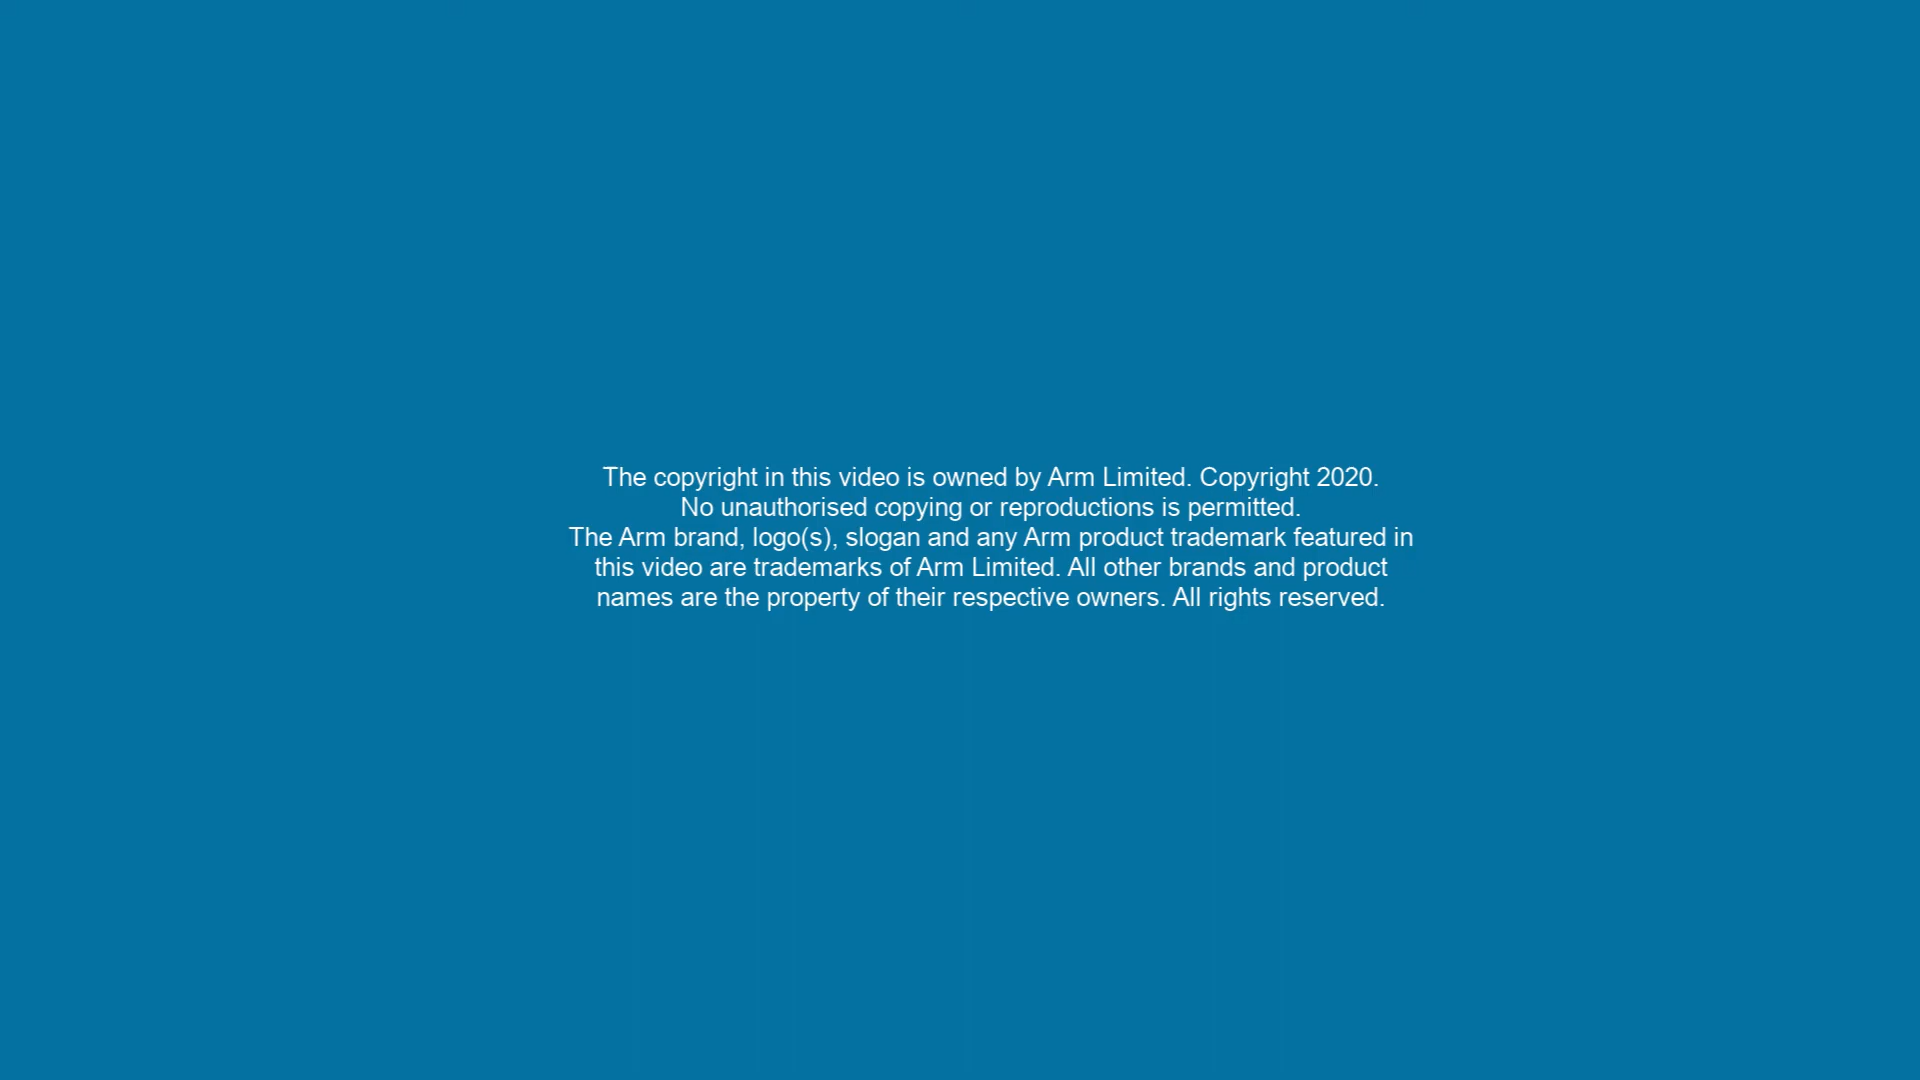 The copyright in this video is owned by Arm Limited. Copyright 2020.
No unauthorised copying or reproductions is permitted.
The Arm brand, logo(s), slogan and any Arm product trademark featured in
this video are trademarks of Arm Limited. All other brands and product
names are the property of their respective owners. All rights reserved.